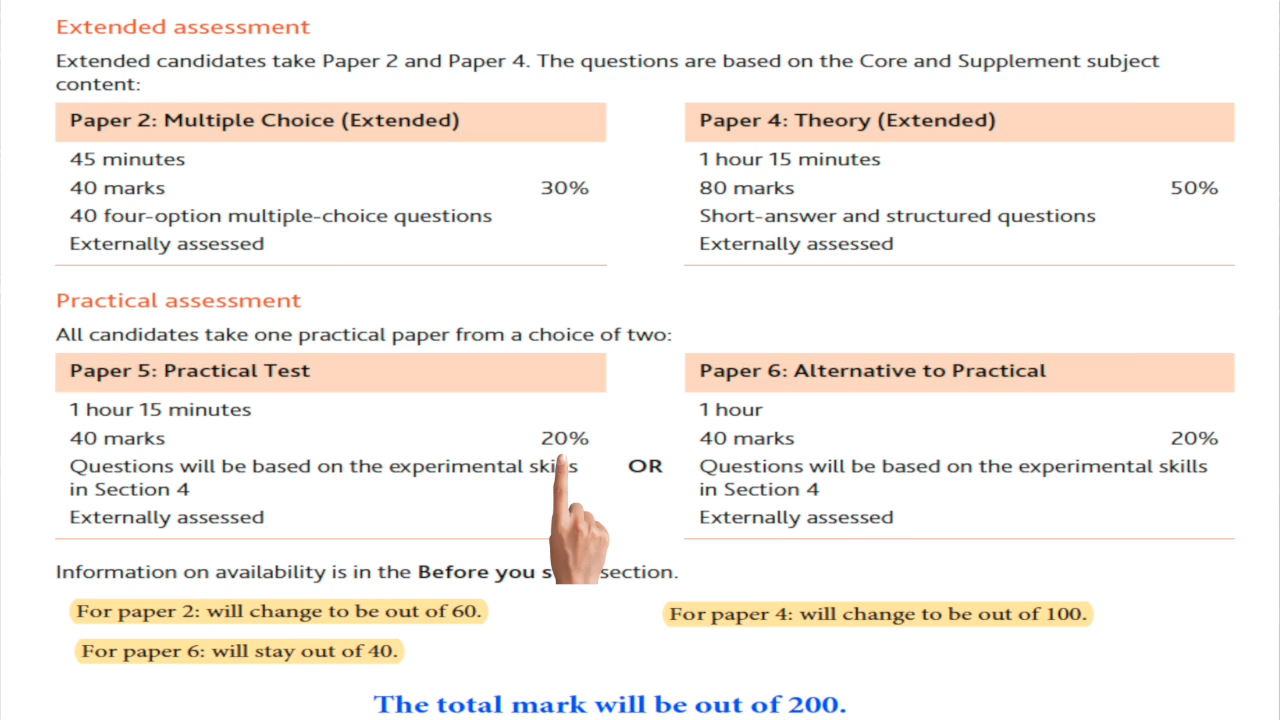 Extended assessment
Extended candidates take Paper 2 and Paper 4. The questions are based on the Core and Supplement subject
content:
Paper 2: Multiple Choice (Extended)
45 minutes
40 marks 30%
40 four-option multiple-choice questions
Externally assessed
Paper 4: Theory (Extended)
1 hour 15 minutes
80 marks 50%
Short-answer and structured questions
Externally assessed
Practical assessment
All candidates take one practical paper from a choice of two:
Paper 5: Practical Test
1 hour 15 minutes
40 marks 20%
Questions will be based on the experimental skills
in Section 4
Externally assessed
OR
Paper 6: Alternative to Practical
1 hour
40 marks 20%
Questions will be based on the experimental skills
in Section 4
Externally assessed
Information on availability is in the Before you section.
For paper 2: will change to be out of 60.
For paper 4: will change to be out of 100.
For paper 6: will stay out of 40.
The total mark will be out of 200.